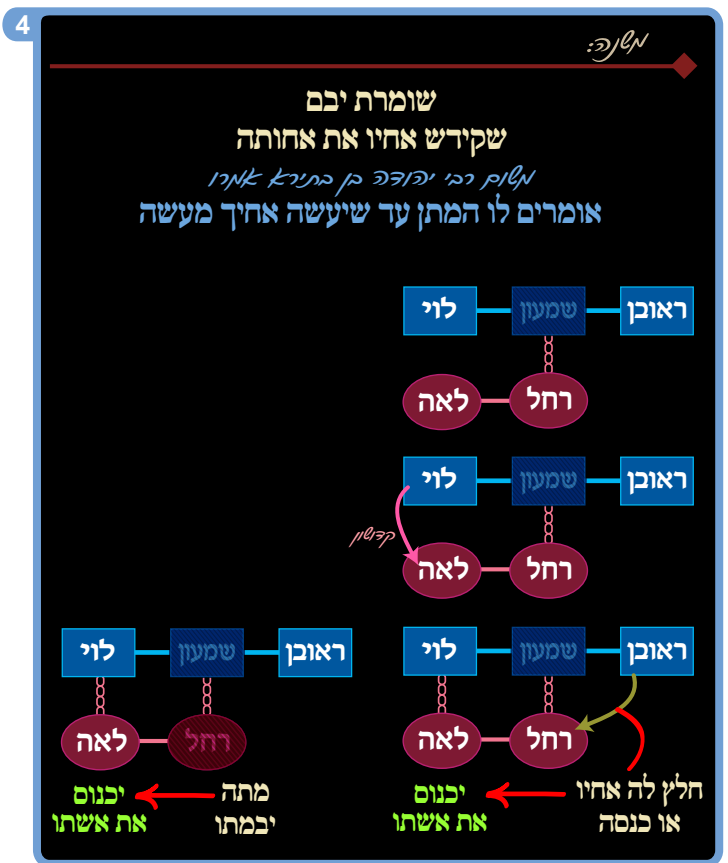 4
משנה:
שומרת יבם
שקידש אחיו את אחותה
משום רבי יהודה בן בתירא אמרו
אומרים לו המתן עד שיעשה אחיך מעשה
ראובן שמעון לוי
רחל לאה
ראובן שמעון לוי
קדושין
רחל לאה
ראובן שמעון לוי
רחל לאה
חלץ לה אחיו
או כנסה
יכנוס
את אשתו
ראובן שמעון לוי
רחל לאה
מתה
יבמתו
יכנוס
את אשתו